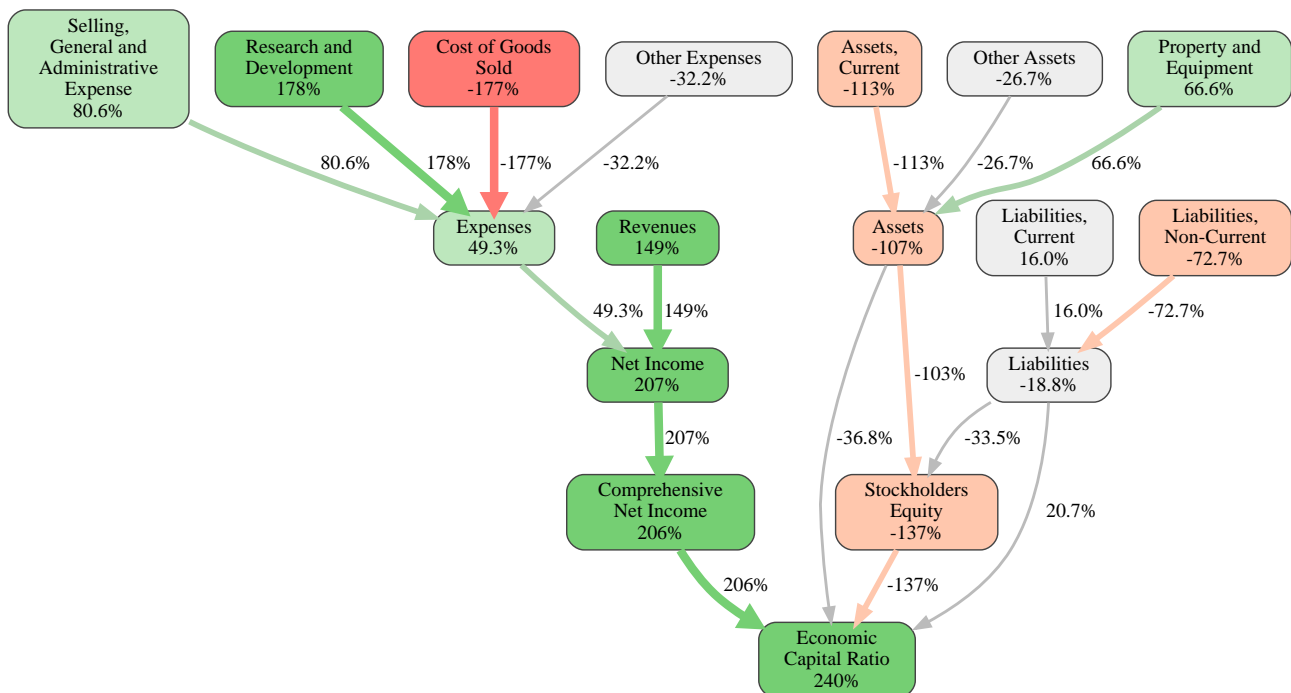 Selling,
General and
Administrative
Expense
80.6%
Research and
Development
178%
Cost of Goods
Sold
-177%
Other Expenses
-32.2%
Assets,
Current
-113%
Other Assets
-26.7%
Property and
Equipment
66.6%
80.6%
178%
-177%
-32.2%
-113%
-26.7%
66.6%
Expenses
49.3%
Revenues
149%
Assets
-107%
Liabilities,
Current
16.0%
Liabilities,
Non-Current
-72.7%
49.3%
149%
16.0%
-72.7%
Net Income
207%
-103%
Liabilities
-18.8%
207%
-36.8%
-33.5%
Comprehensive
Net Income
206%
Stockholders
Equity
-137%
20.7%
206%
-137%
Economic
Capital Ratio
240%